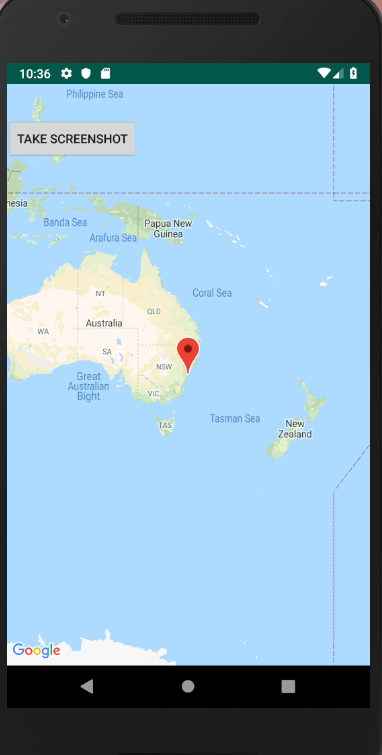 10:36
Philippine Sea
TAKE SCREENSHOT
nesia
Banda Sea
Papua New
Guinea
Arafura Sea
Coral Sea
NT
QLD
WA
Australia
SA
NSW
Great
Australian
Bight
VIC
TAS
Tasman Sea
New
Zealand
Google